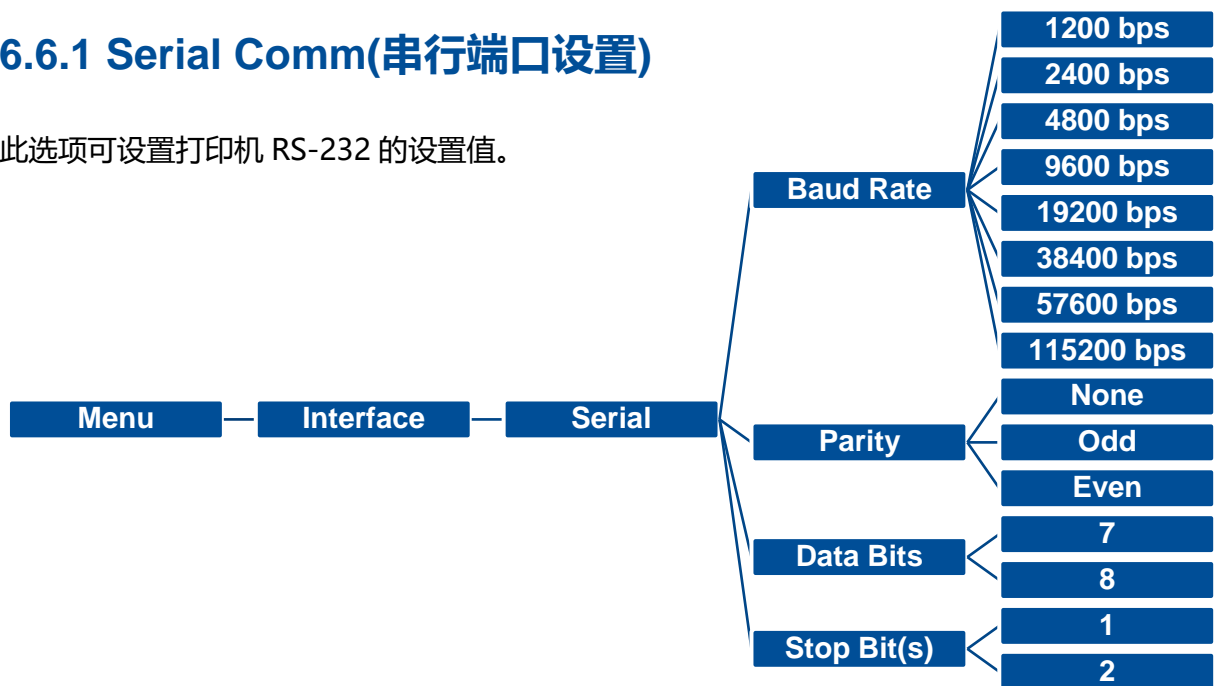 6.6.1 Serial Comm(串行端口设置)
此选项可设置打印机 RS-232 的设置值。
Menu
Interface
Serial
Baud Rate
1200 bps
2400 bps
4800 bps
9600 bps
19200 bps
38400 bps
57600 bps
115200 bps
Parity
None
Odd
Even
Data Bits
7
8
Stop Bit(s)
1
2